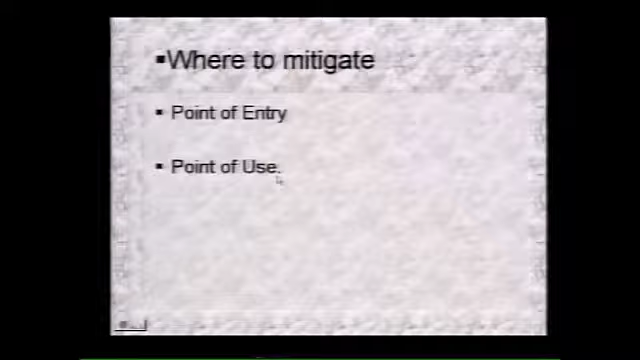 ▪Where to mitigate
▪ Point of Entry
▪ Point of Use.